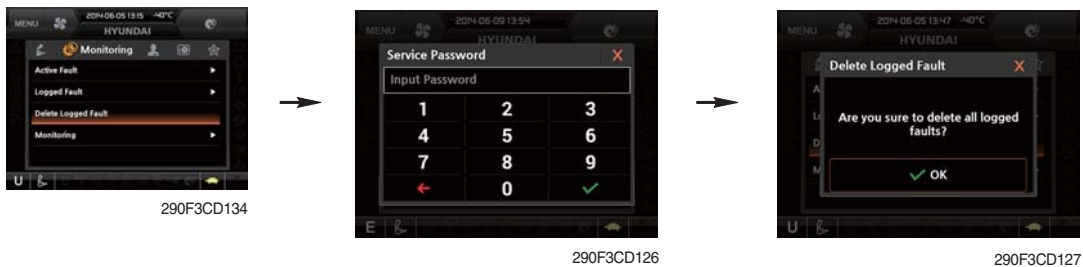 MENU
2014-06-05 13:15 -40°C
HYUNDAI
Monitoring
Active Fault
Logged Fault
Delete Logged Fault
Monitoring
U
290F3CD134
MENU
2014-06-09 13:54
HYUNDAI
Service Password X
Input Password
1 2 3
4 5 6
7 8 9
0
E
290F3CD126
MENU
2014-06-05 13:47 -40°C
HYUNDAI
Delete Logged Fault X
A
L
D
M
Are you sure to delete all logged
faults?
OK
U
290F3CD127